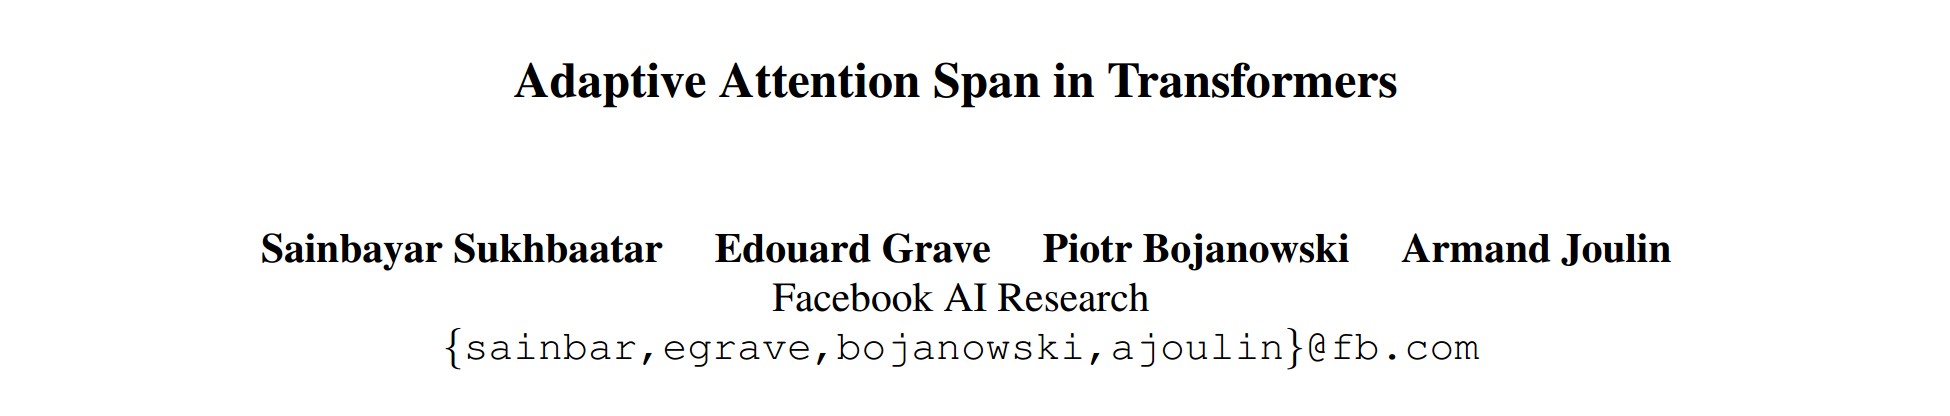 Adaptive Attention Span in Transformers
Sainbayar Sukhbaatar Edouard Grave Piotr Bojanowski Armand Joulin
Facebook AI Research
{sainbar,egrave,bojanowski,ajoulin}@fb.com